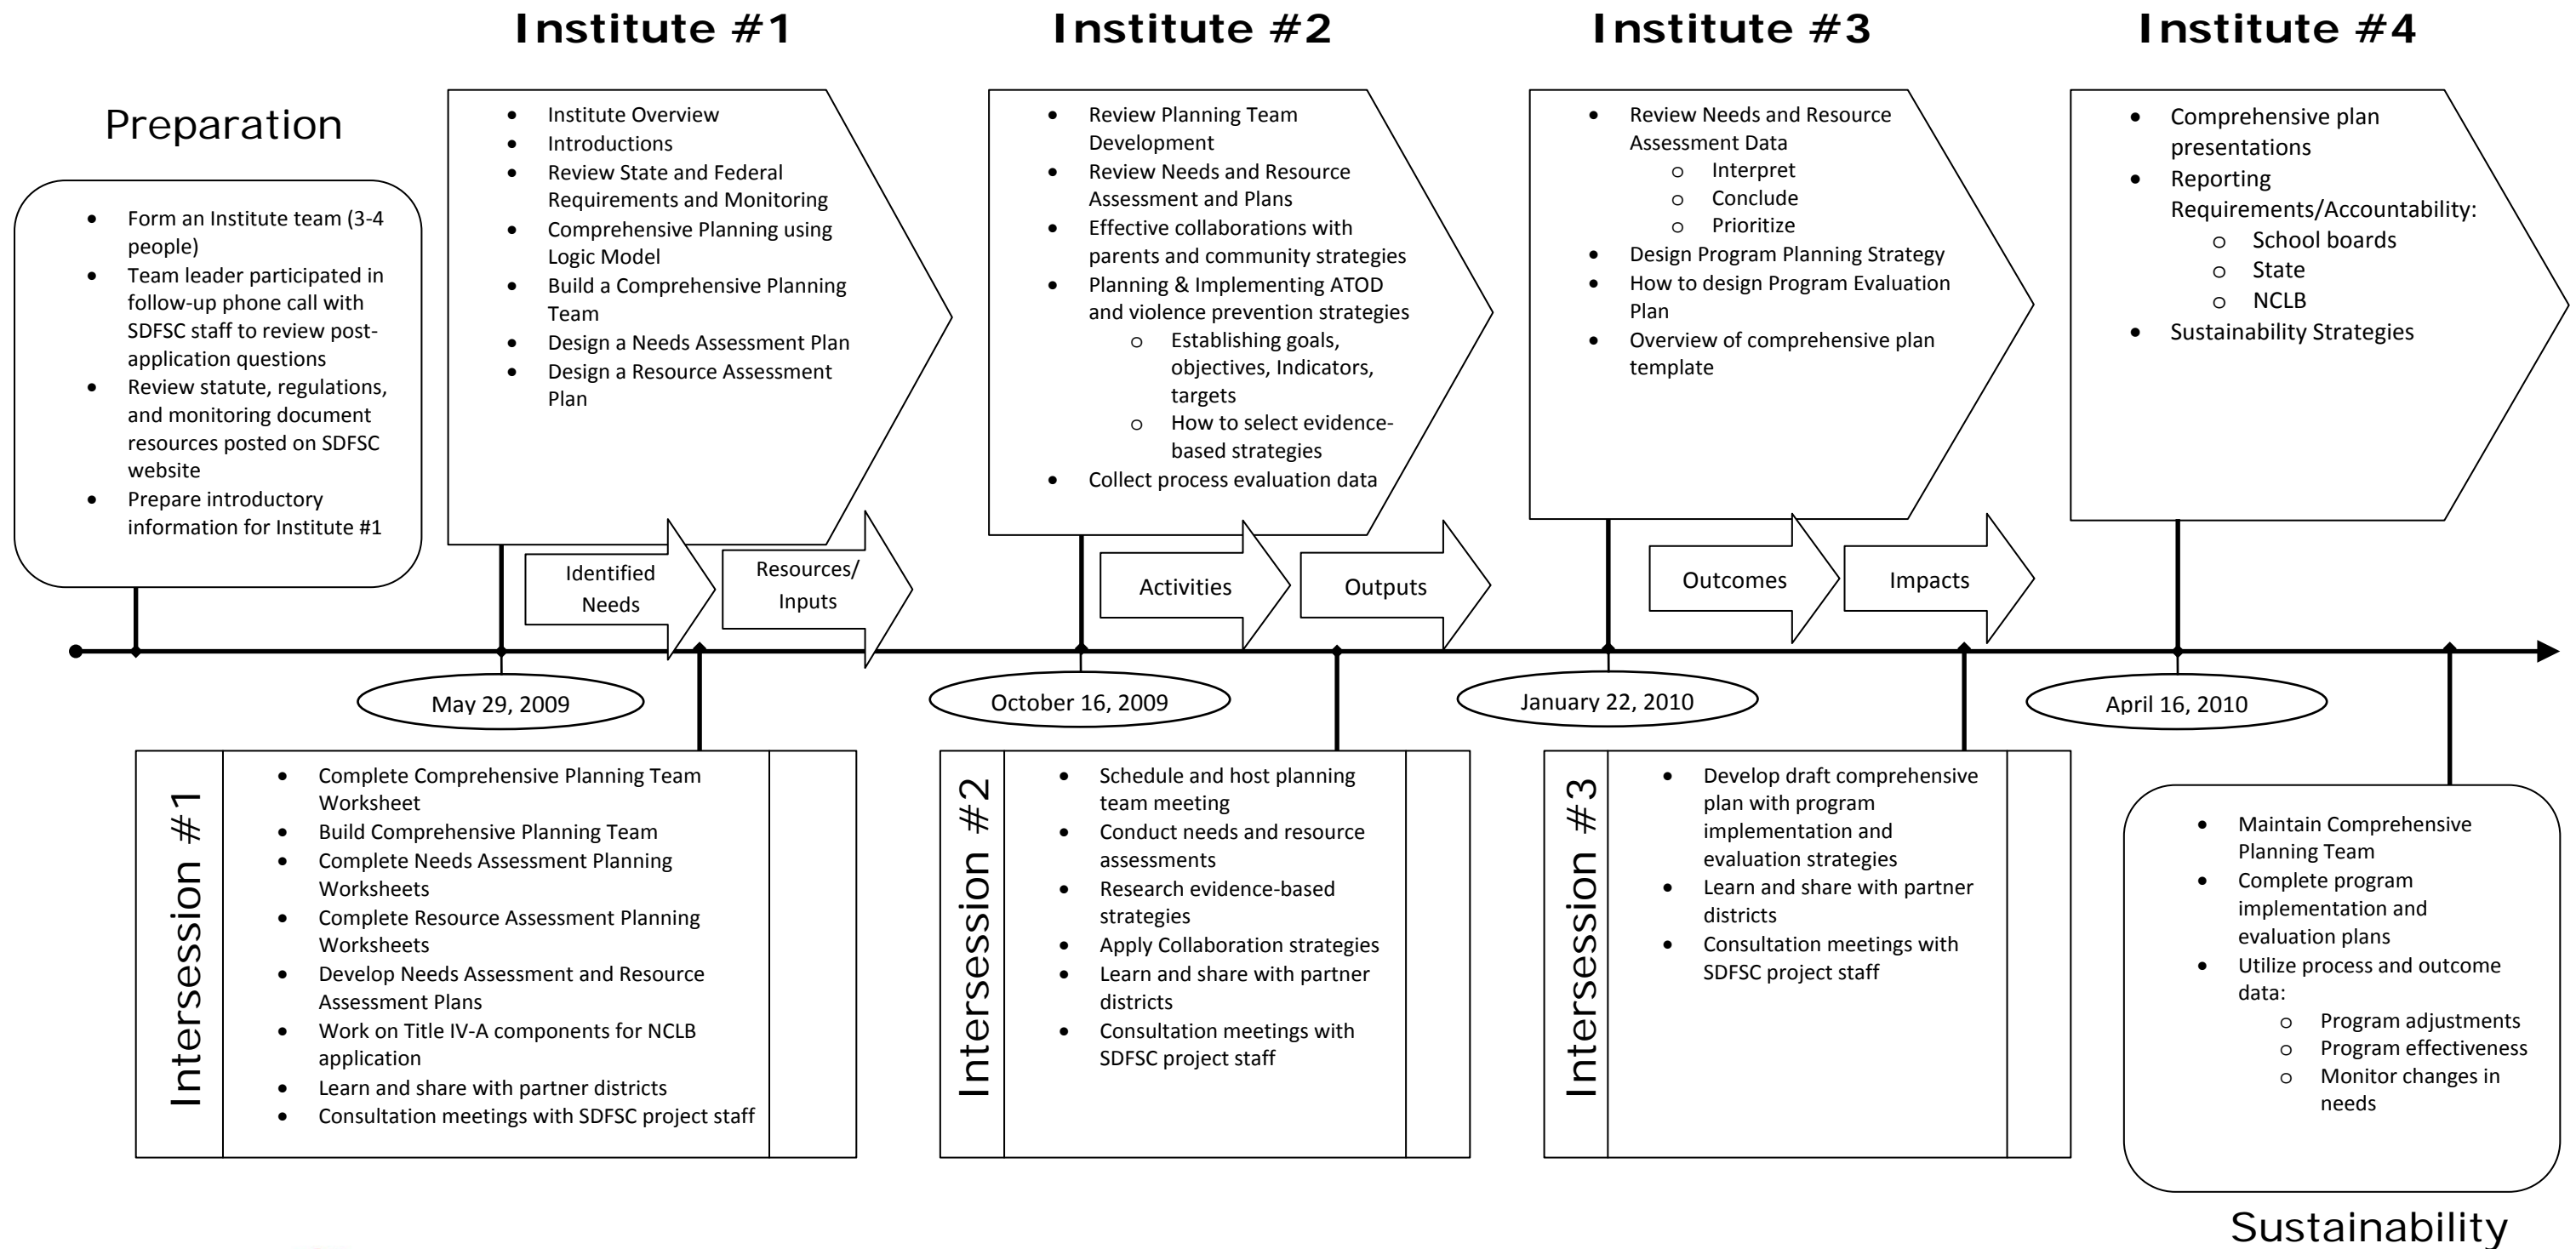 Institute #1
Institute #2
Institute #3
Institute #4
Preparation
• Form an Institute team (3-4
people)
• Team leader participated in
follow-up phone call with
SDFSC staff to review post-
application questions
• Review statute, regulations,
and monitoring document
resources posted on SDFSC
website
• Prepare introductory
information for Institute #1
• Institute Overview
• Introductions
• Review State and Federal
Requirements and Monitoring
• Comprehensive Planning using
Logic Model
• Build a Comprehensive Planning
Team
• Design a Needs Assessment Plan
• Design a Resource Assessment
Plan
• Review Planning Team
Development
• Review Needs and Resource
Assessment and Plans
• Effective collaborations with
parents and community strategies
• Planning & Implementing ATOD
and violence prevention strategies
o Establishing goals,
objectives, Indicators,
targets
o How to select evidence-
based strategies
• Collect process evaluation data
• Review Needs and Resource
Assessment Data
o Interpret
o Conclude
o Prioritize
• Design Program Planning Strategy
• How to design Program Evaluation
Plan
• Overview of comprehensive plan
template
• Comprehensive plan
presentations
• Reporting
Requirements/Accountability:
o School boards
o State
o NCLB
• Sustainability Strategies
Identified
Needs
Resources/
Inputs
Activities
Outputs
Outcomes
Impacts
May 29, 2009
October 16, 2009
January 22, 2010
April 16, 2010
Intersession #1
• Complete Comprehensive Planning Team
Worksheet
• Build Comprehensive Planning Team
• Complete Needs Assessment Planning
Worksheets
• Complete Resource Assessment Planning
Worksheets
• Develop Needs Assessment and Resource
Assessment Plans
• Work on Title IV-A components for NCLB
application
• Learn and share with partner districts
• Consultation meetings with SDFSC project staff
Intersession #2
• Schedule and host planning
team meeting
• Conduct needs and resource
assessments
• Research evidence-based
strategies
• Apply Collaboration strategies
• Learn and share with partner
districts
• Consultation meetings with
SDFSC project staff
Intersession #3
• Develop draft comprehensive
plan with program
implementation and
evaluation strategies
• Learn and share with partner
districts
• Consultation meetings with
SDFSC project staff
• Maintain Comprehensive
Planning Team
• Complete program
implementation and
evaluation plans
• Utilize process and outcome
data:
o Program adjustments
o Program effectiveness
o Monitor changes in
needs
Sustainability